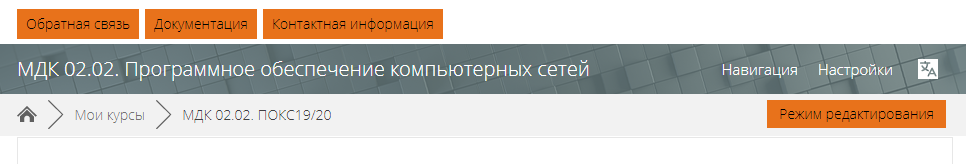 Обратная связь Документация Контактная информация
МДК 02.02. Программное обеспечение компьютерных сетей Навигация Настройки
Мои курсы МДК 02.02. ПОКС19/20 Режим редактирования